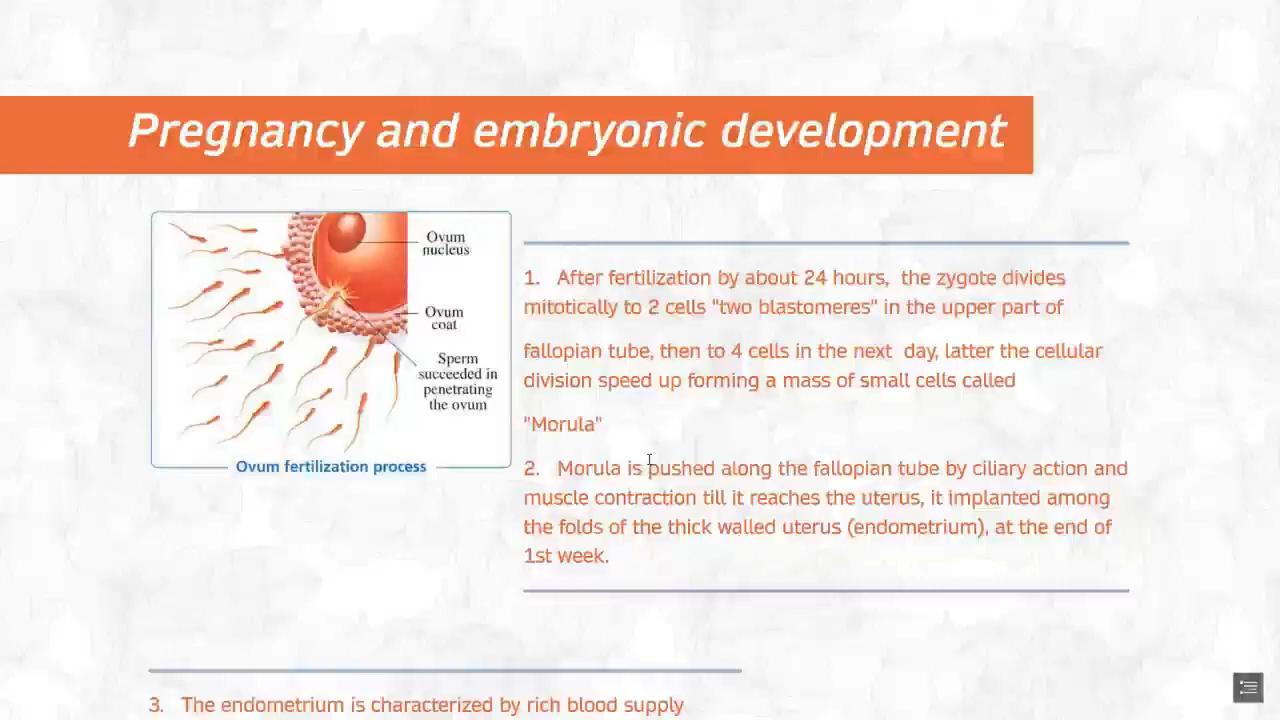 Pregnancy and embryonic development
Ovum
nucleus
Ovum
coat
Sperm
succeeded in
penetrating
the ovum
Ovum fertilization process
1. After fertilization by about 24 hours, the zygote divides
mitotically to 2 cells "two blastomeres" in the upper part of
fallopian tube, then to 4 cells in the next day, latter the cellular
division speed up forming a mass of small cells called
"Morula"
2. Morula is pushed along the fallopian tube by ciliary action and
muscle contraction till it reaches the uterus, it implanted among
the folds of the thick walled uterus (endometrium), at the end of
1st week.
3. The endometrium is characterized by rich blood supply